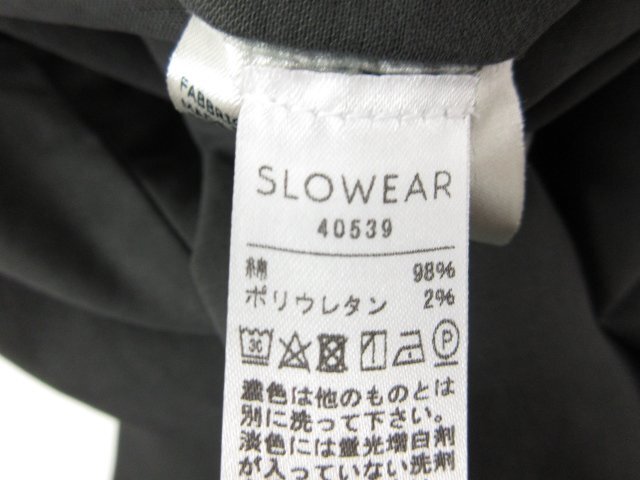 FABBRIC
SLOWEAR
40539
綿 98%
ポリウレタン 2%
30
P
濃色は他のものとは
別に洗って下さい。
淡色には蛍光増白剤
が入っていない洗剤